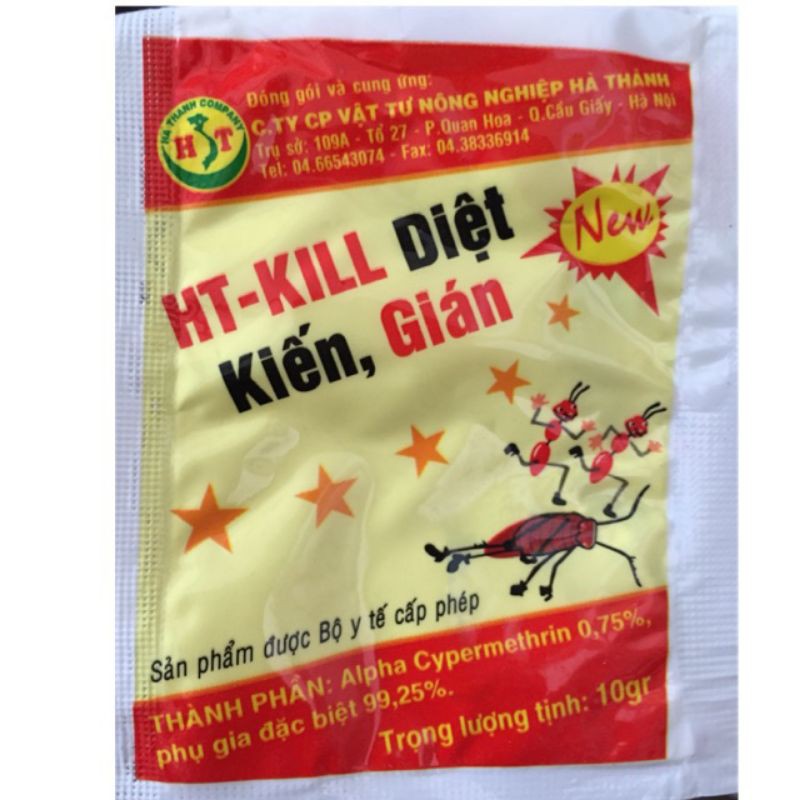 HÀ THANH COMPANY
HST
Đóng gói và cung ứng:
C.TY CP VẬT TƯ NÔNG NGHIỆP HÀ THÀNH
Trụ sở: 109A - Tổ 27 - P.Quan Hoa - Q.Cầu Giấy - Hà Nội
Tel: 04.66543074 - Fax: 04.38336914
New
HT-KILL Diệt
Kiến, Gián
Sản phẩm được Bộ y tế cấp phép
THÀNH PHẦN: Alpha Cypermethrin 0,75%,
phụ gia đặc biệt 99,25%.
Trọng lượng tịnh: 10gr